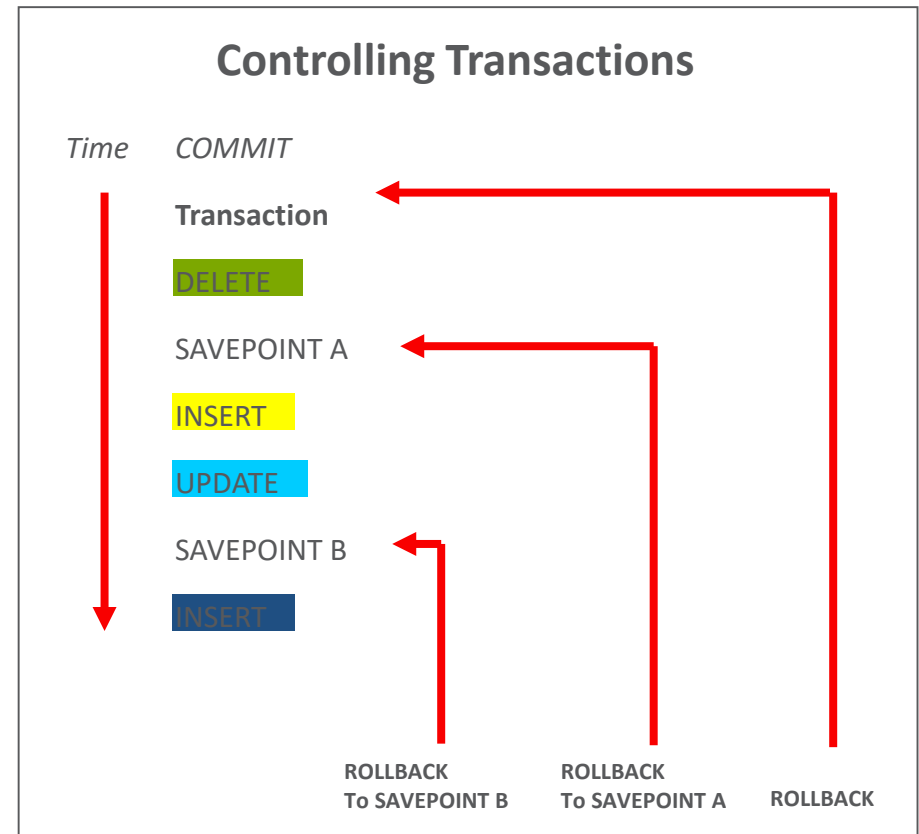 Controlling Transactions
Time COMMIT
Transaction
DELETE
SAVEPOINT A
INSERT
UPDATE
SAVEPOINT B
INSERT
ROLLBACK
To SAVEPOINT B
ROLLBACK
To SAVEPOINT A
ROLLBACK